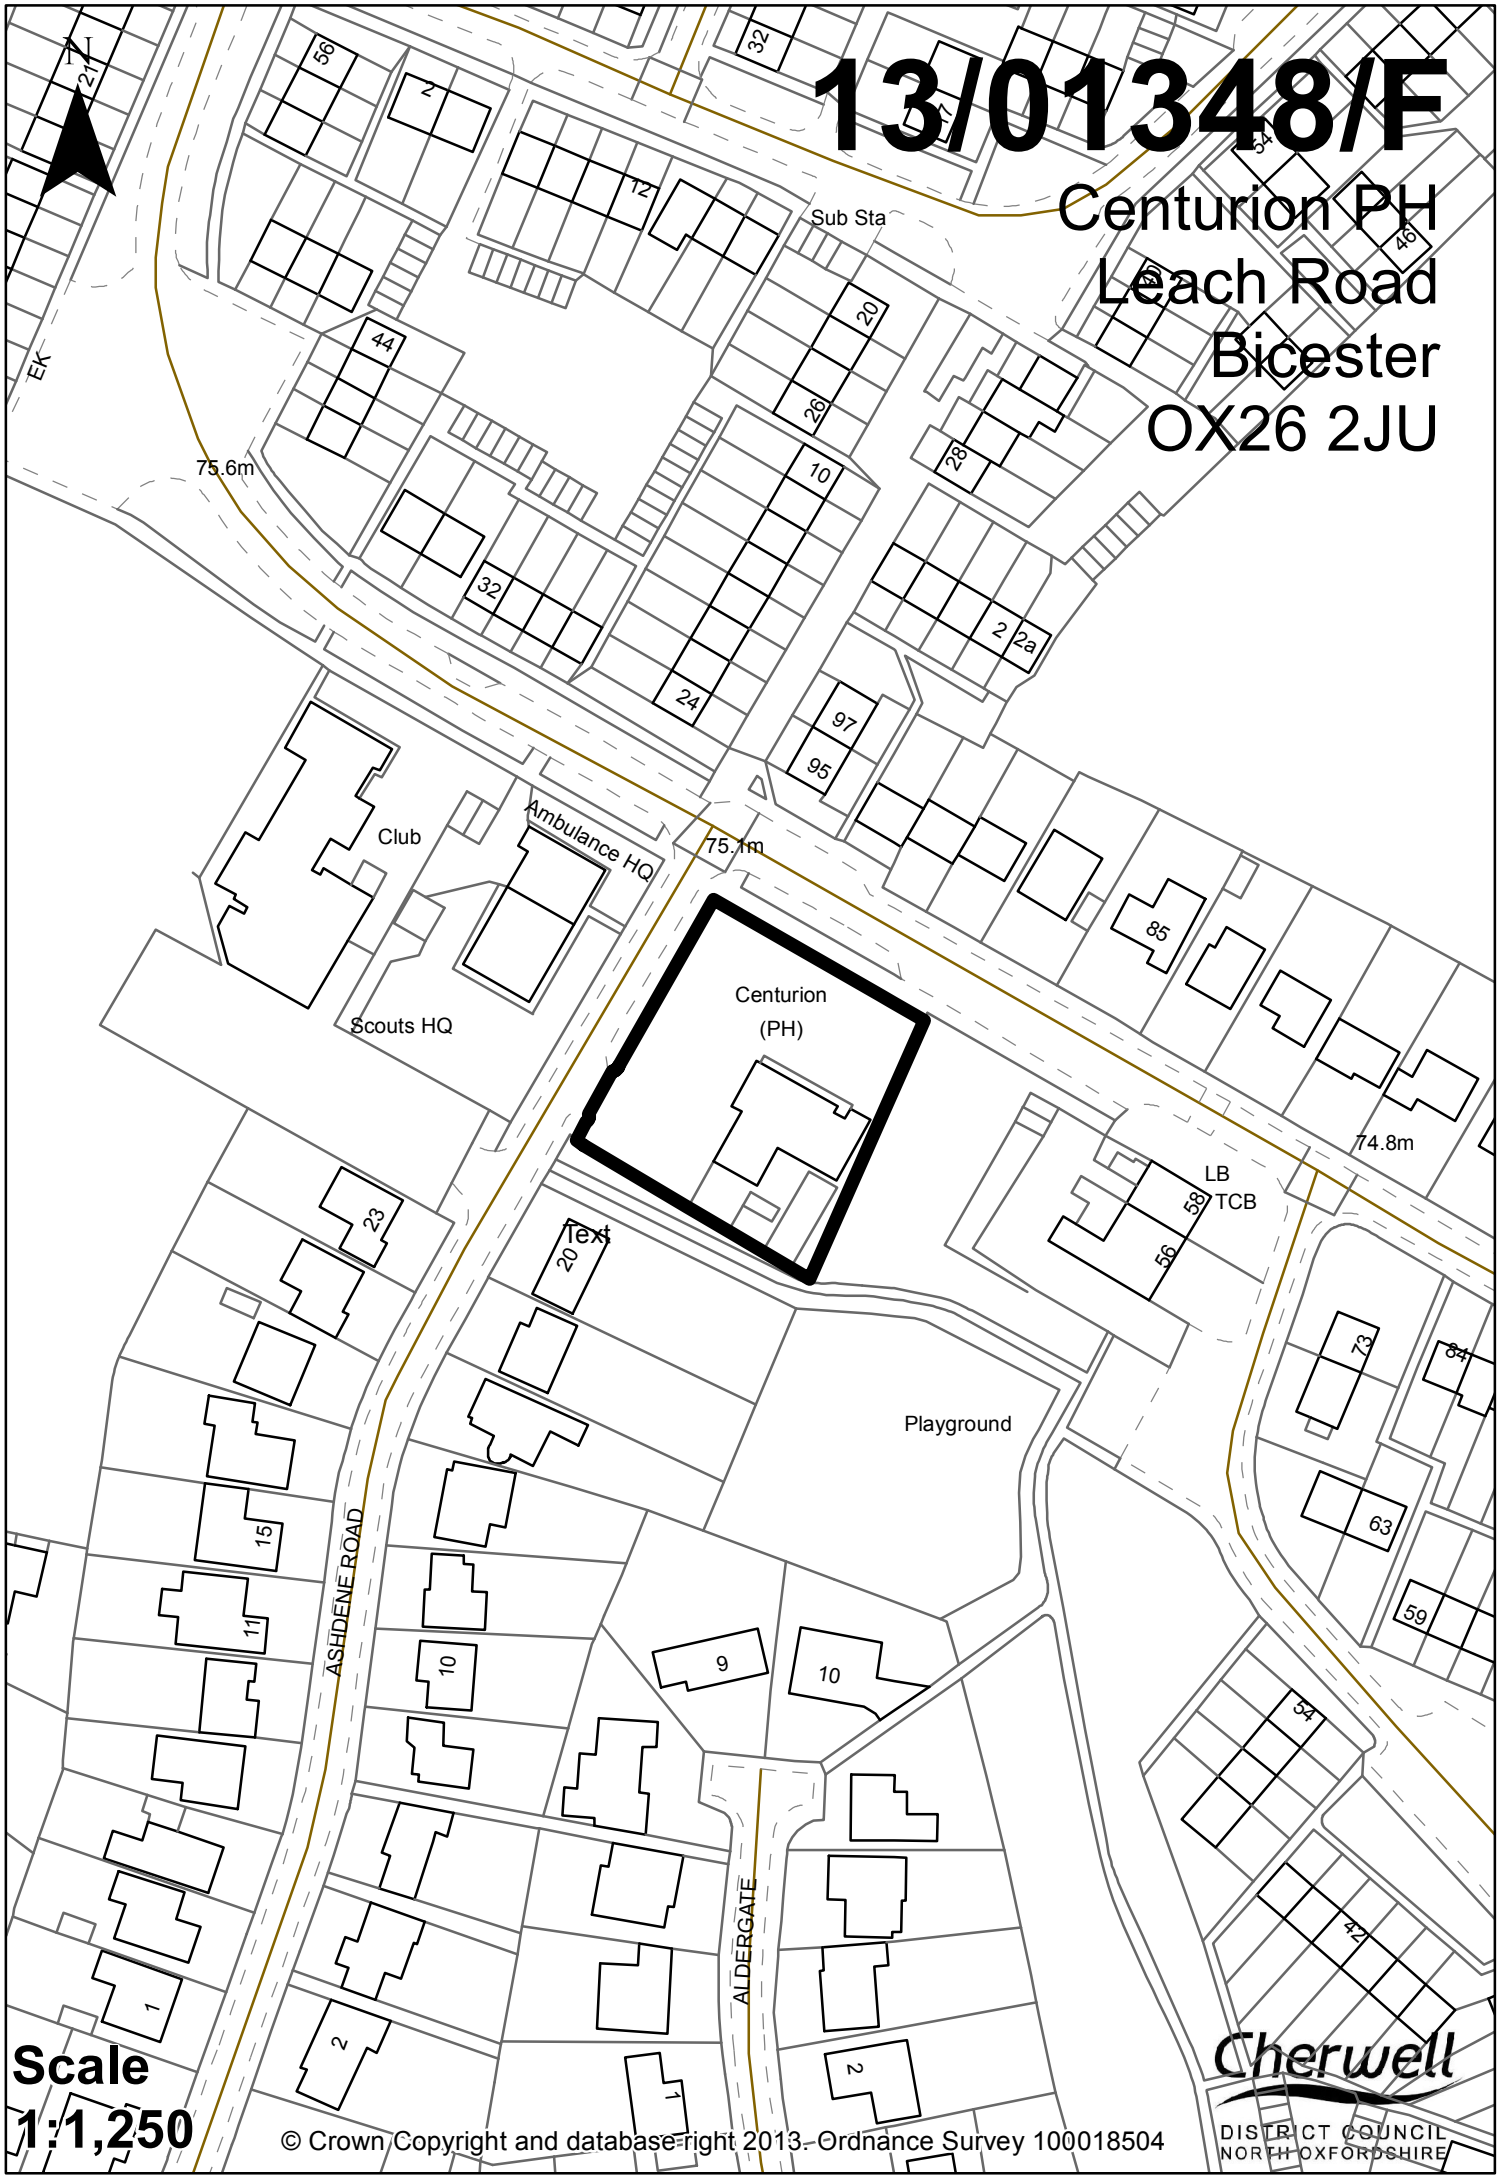 N
13/01348/F
Centurion PH
Leach Road
Bicester
OX26 2JU
21
56
2
32
17
54
12
Sub Sta
46
40
20
44
EK
26
75.6m
10
28
32
2
2a
24
97
95
Club
Ambulance HQ
75.1m
85
Centurion
(PH)
Scouts HQ
74.8m
LB
TCB
58
56
23
Text
20
73
84
Playground
15
63
ASHDENE ROAD
11
59
10
9
10
54
42
ALDERGATE
1
2
1
2
Scale
1:1,250
© Crown Copyright and database right 2013. Ordnance Survey 100018504
Cherwell
DISTRICT COUNCIL
NORTH OXFORDSHIRE